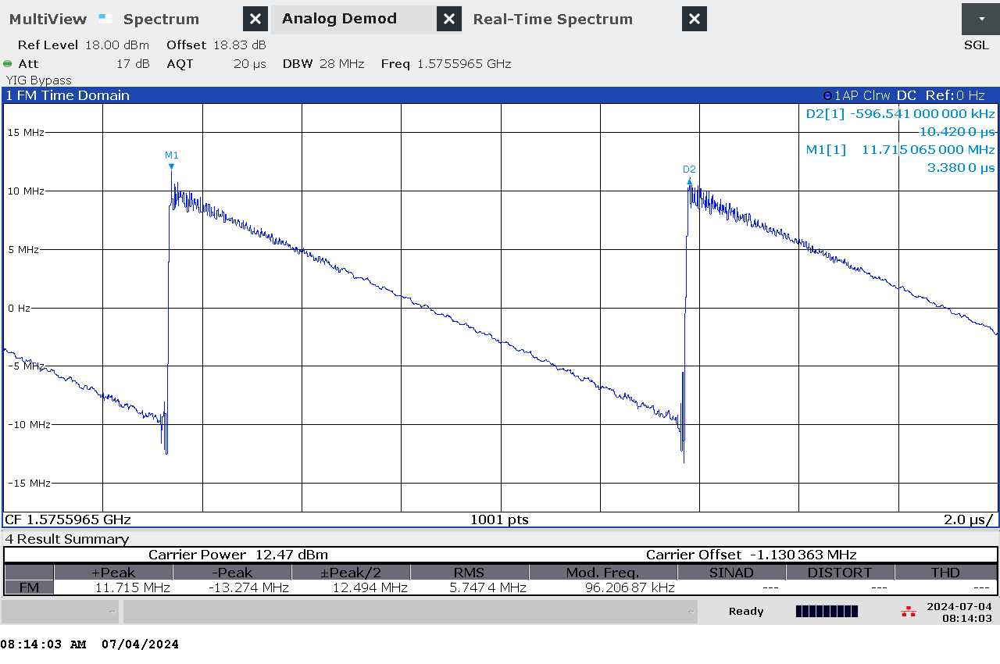 MultiView Spectrum Analog Demod Real-Time Spectrum
Ref Level 18.00 dBm Offset 18.83 dB SGL
Att 17 dB AQT 20 µs DBW 28 MHz Freq 1.5755965 GHz
YIG Bypass
1 FM Time Domain 1AP Clrw DC Ref:0 Hz
D2[1] -596.541 000 000 kHz
15 MHz 10.420 0 µs
M1[1] 11.715 065 000 MHz
M1
3.380 0 µs
D2
10 MHz
5 MHz
0 Hz
-5 MHz
-10 MHz
-15 MHz
CF 1.5755965 GHz 1001 pts 2.0 µs/
4 Result Summary
Carrier Power 12.47 dBm Carrier Offset -1.130 363 MHz
+Peak -Peak ±Peak/2 RMS Mod. Freq. SINAD DISTORT THD
FM 11.715 MHz -13.274 MHz 12.494 MHz 5.747 4 MHz 96.206 87 kHz --- --- ---
Ready 2024-07-04
08:14:03
08:14:03 AM 07/04/2024